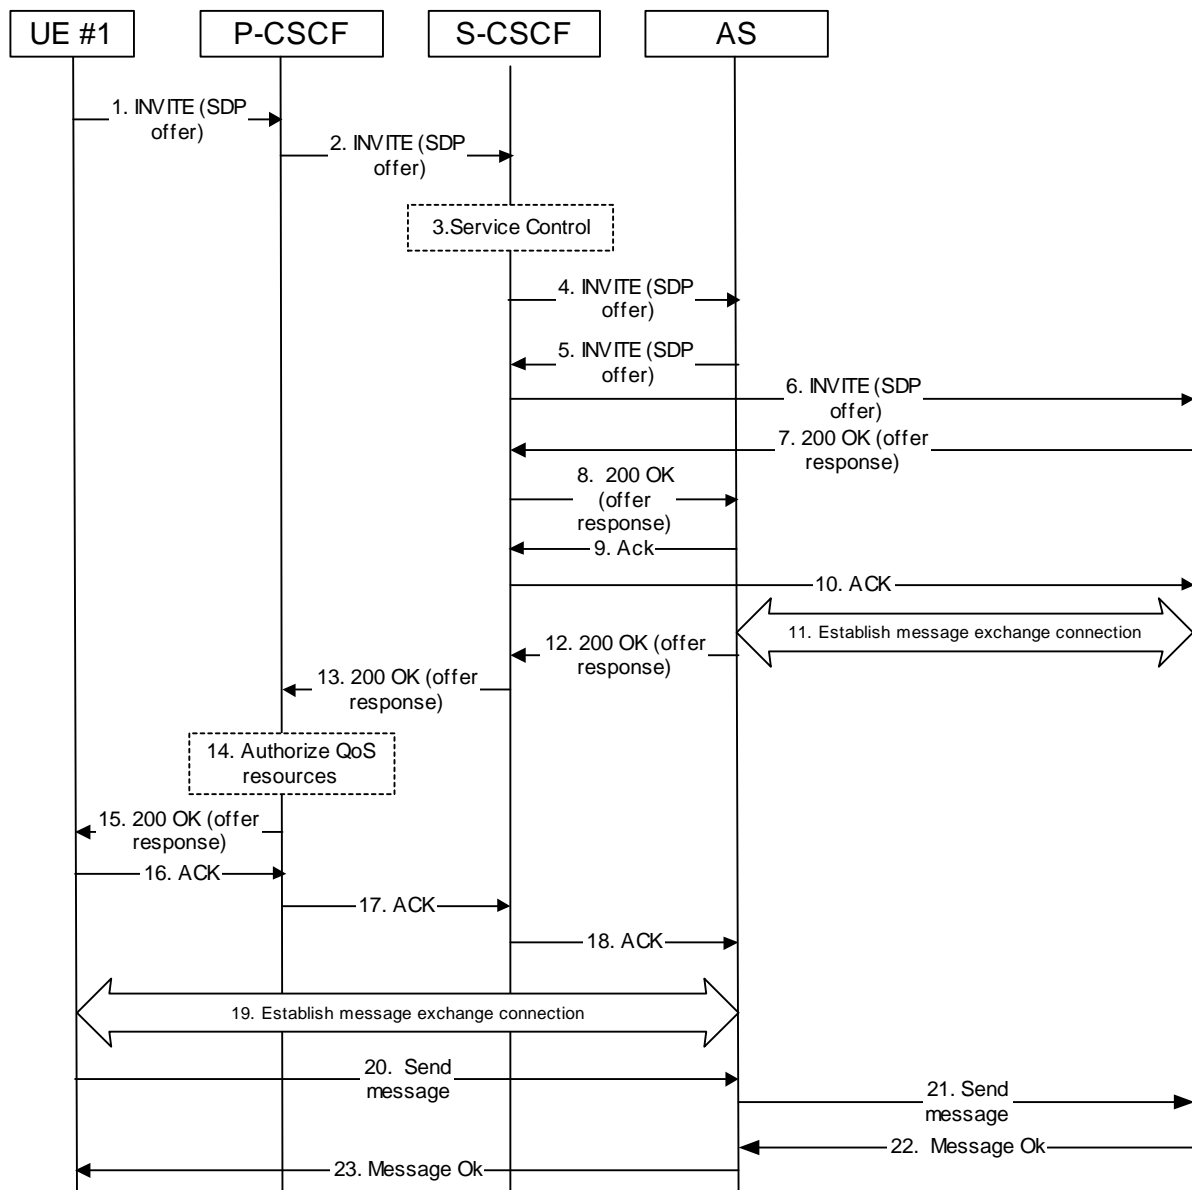 UE #1
P-CSCF
S-CSCF
AS
1. INVITE (SDP
offer)
2. INVITE (SDP
offer)
3.Service Control
4. INVITE (SDP
offer)
5. INVITE (SDP
offer)
6. INVITE (SDP
offer)
7. 200 OK (offer
response)
8. 200 OK
(offer
response)
9. Ack
10. ACK
11. Establish message exchange connection
12. 200 OK (offer
response)
13. 200 OK (offer
response)
14. Authorize QoS
resources
15. 200 OK (offer
response)
16. ACK
17. ACK
18. ACK
19. Establish message exchange connection
20. Send
message
21. Send
message
22. Message Ok
23. Message Ok